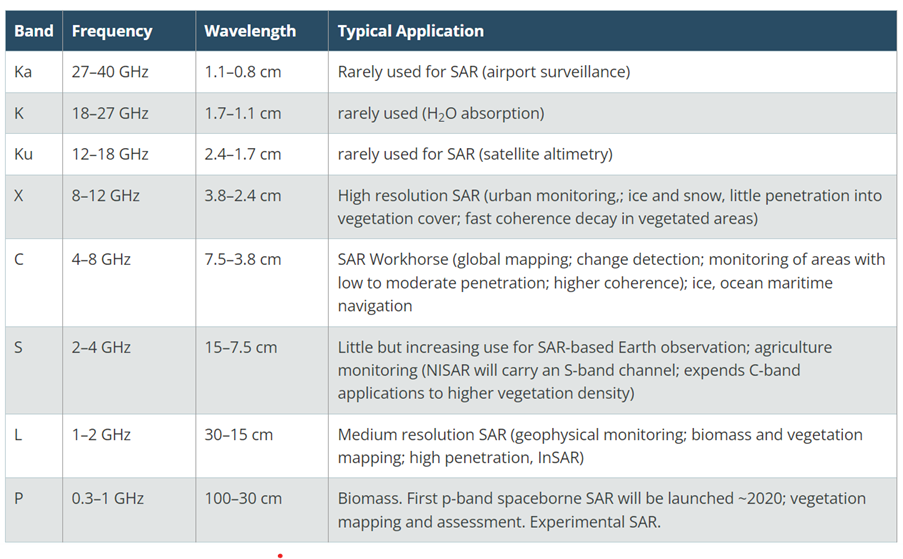 Band Frequency Wavelength Typical Application
Ka 27–40 GHz 1.1–0.8 cm Rarely used for SAR (airport surveillance)
K 18–27 GHz 1.7–1.1 cm rarely used (H₂O absorption)
Ku 12–18 GHz 2.4–1.7 cm rarely used for SAR (satellite altimetry)
X 8–12 GHz 3.8–2.4 cm High resolution SAR (urban monitoring,; ice and snow, little penetration into
vegetation cover; fast coherence decay in vegetated areas)
C 4–8 GHz 7.5–3.8 cm SAR Workhorse (global mapping; change detection; monitoring of areas with
low to moderate penetration; higher coherence); ice, ocean maritime
navigation
S 2–4 GHz 15–7.5 cm Little but increasing use for SAR-based Earth observation; agriculture
monitoring (NISAR will carry an S-band channel; expends C-band
applications to higher vegetation density)
L 1–2 GHz 30–15 cm Medium resolution SAR (geophysical monitoring; biomass and vegetation
mapping; high penetration, InSAR)
P 0.3–1 GHz 100–30 cm Biomass. First p-band spaceborne SAR will be launched ~2020; vegetation
mapping and assessment. Experimental SAR.